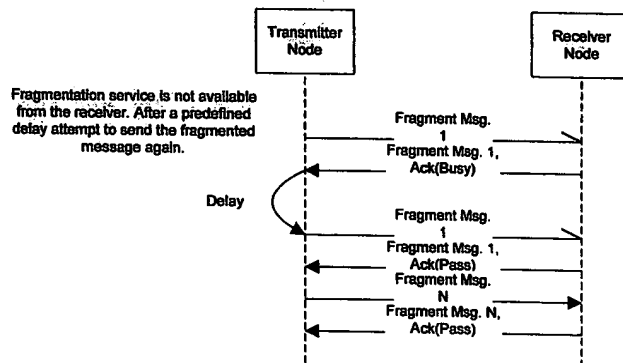 Transmitter
Node
Receiver
Node
Fragmentation service is not available
from the receiver. After a predefined
delay attempt to send the fragmented
message again.
Fragment Msg.
1
Fragment Msg. 1,
Ack(Busy)
Delay
Fragment Msg.
1
Fragment Msg. 1,
Ack(Pass)
Fragment Msg.
N
Fragment Msg. N,
Ack(Pass)